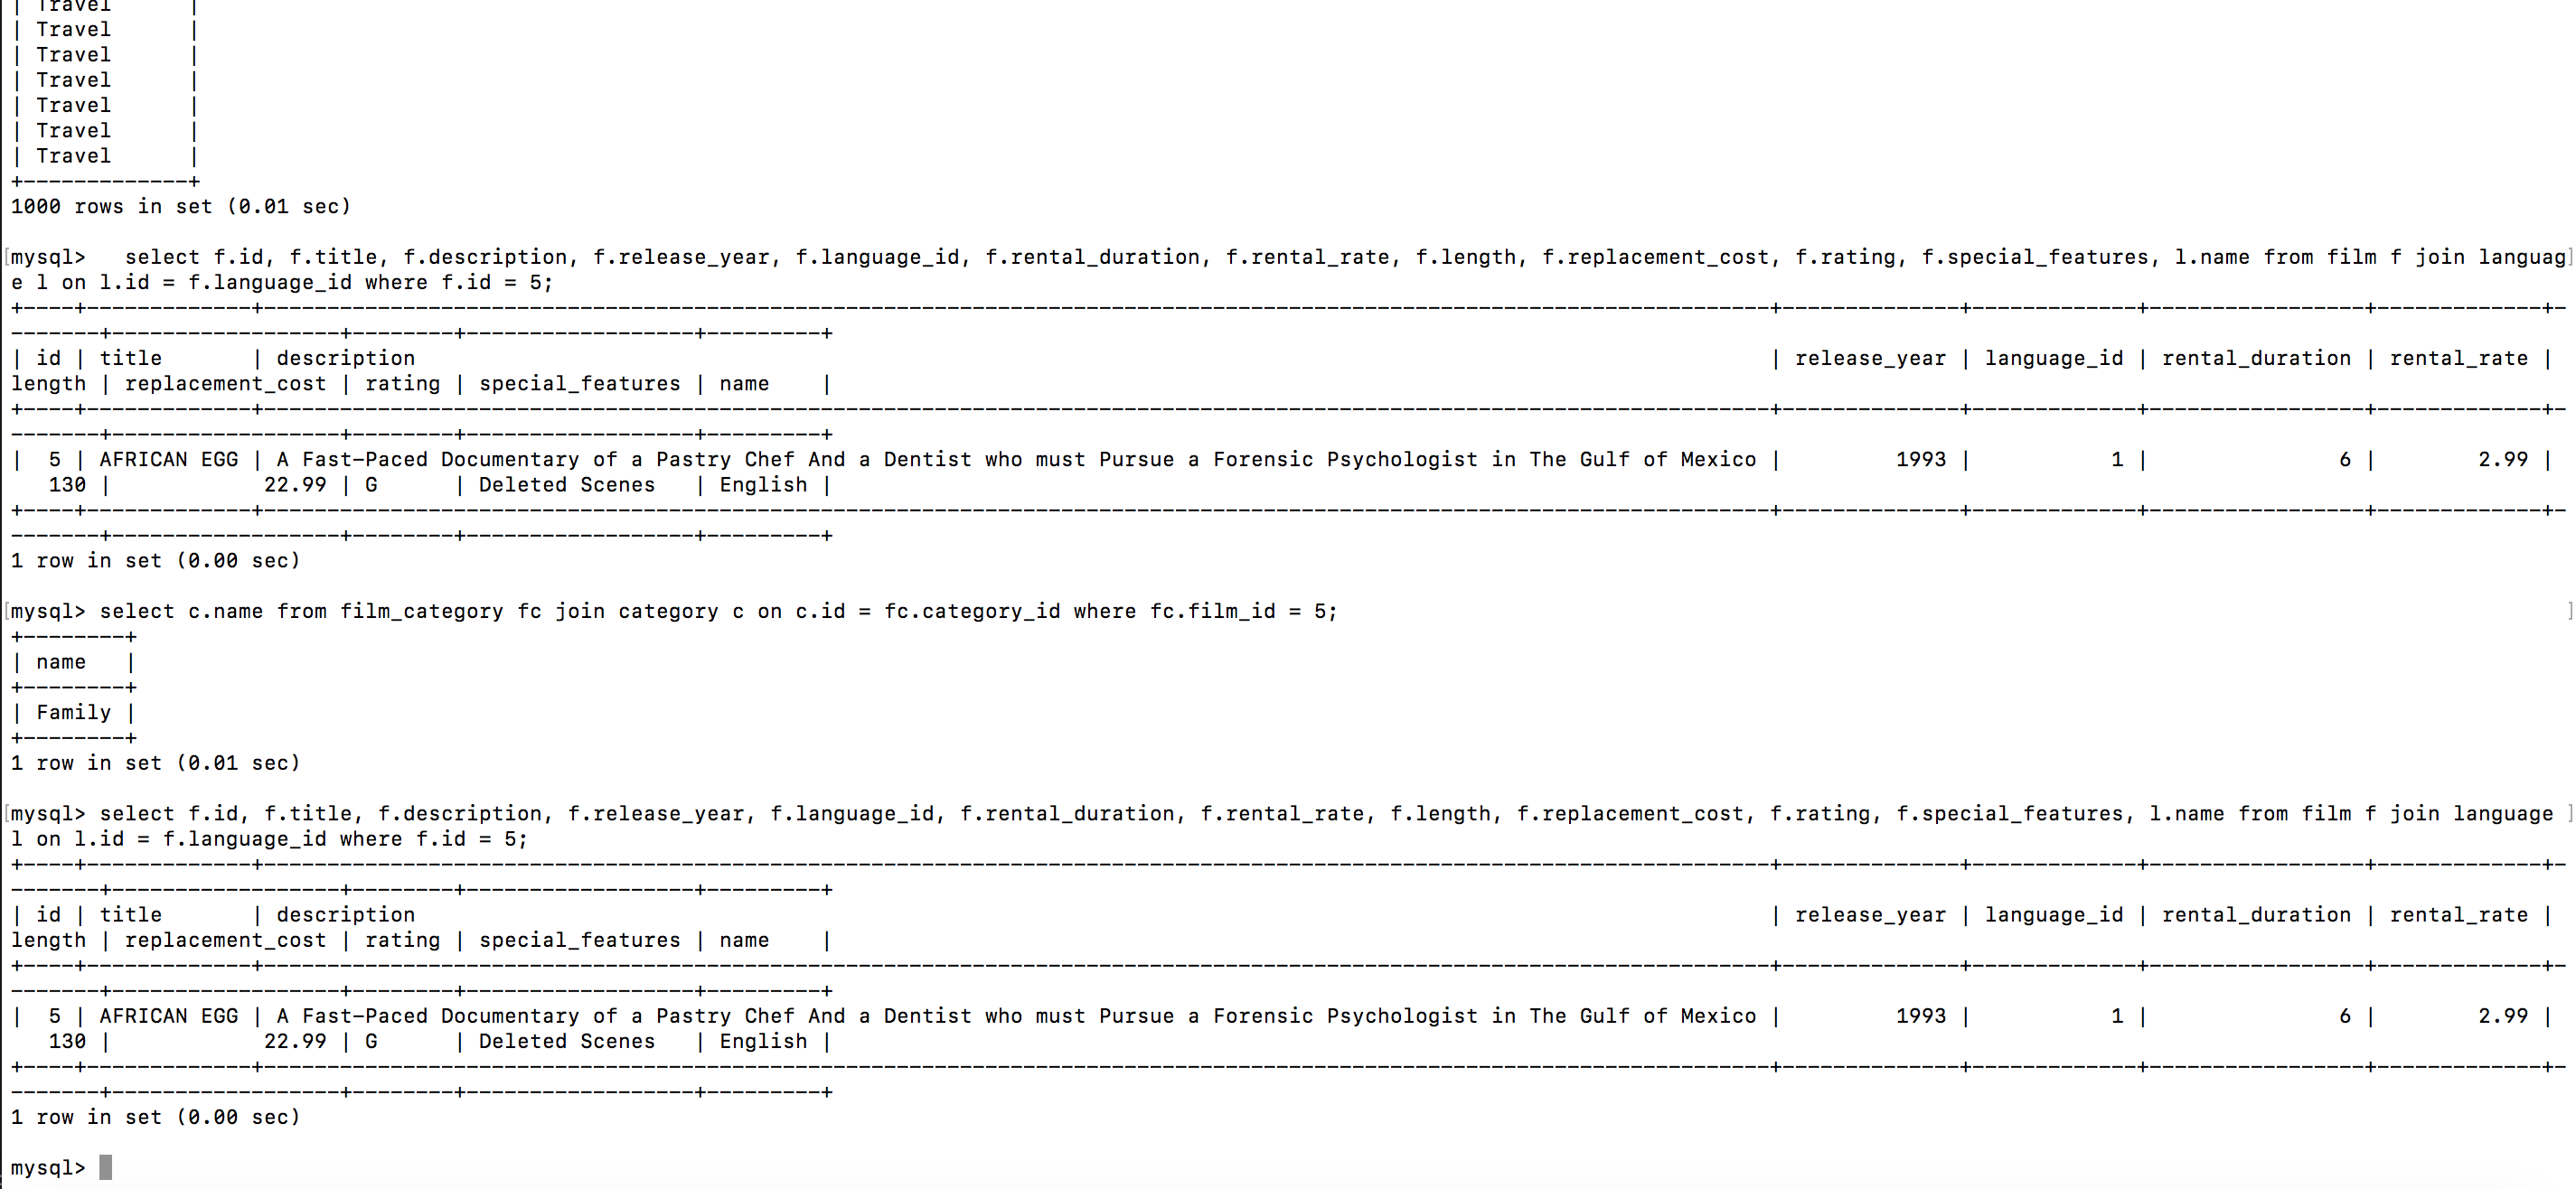 | Travel      |
| Travel      |
| Travel      |
| Travel      |
| Travel      |
| Travel      |
| Travel      |
+-------------+
1000 rows in set (0.01 sec)
[mysql>   select f.id, f.title, f.description, f.release_year, f.language_id, f.rental_duration, f.rental_rate, f.length, f.replacement_cost, f.rating, f.special_features, l.name from film f join languag]
e l on l.id = f.language_id where f.id = 5;
| id | title       | description | release_year | language_id | rental_duration | rental_rate |
length | replacement_cost | rating | special_features | name    |
|  5 | AFRICAN EGG | A Fast-Paced Documentary of a Pastry Chef And a Dentist who must Pursue a Forensic Psychologist in The Gulf of Mexico |         1993 |           1 |               6 |        2.99 |
   130 |            22.99 | G      | Deleted Scenes   | English |
1 row in set (0.00 sec)
[mysql> select c.name from film_category fc join category c on c.id = fc.category_id where fc.film_id = 5; ]
+--------+
| name   |
+--------+
| Family |
+--------+
1 row in set (0.01 sec)
[mysql> select f.id, f.title, f.description, f.release_year, f.language_id, f.rental_duration, f.rental_rate, f.length, f.replacement_cost, f.rating, f.special_features, l.name from film f join language ]
l on l.id = f.language_id where f.id = 5;
| id | title       | description | release_year | language_id | rental_duration | rental_rate |
length | replacement_cost | rating | special_features | name    |
|  5 | AFRICAN EGG | A Fast-Paced Documentary of a Pastry Chef And a Dentist who must Pursue a Forensic Psychologist in The Gulf of Mexico |         1993 |           1 |               6 |        2.99 |
   130 |            22.99 | G      | Deleted Scenes   | English |
1 row in set (0.00 sec)
mysql>